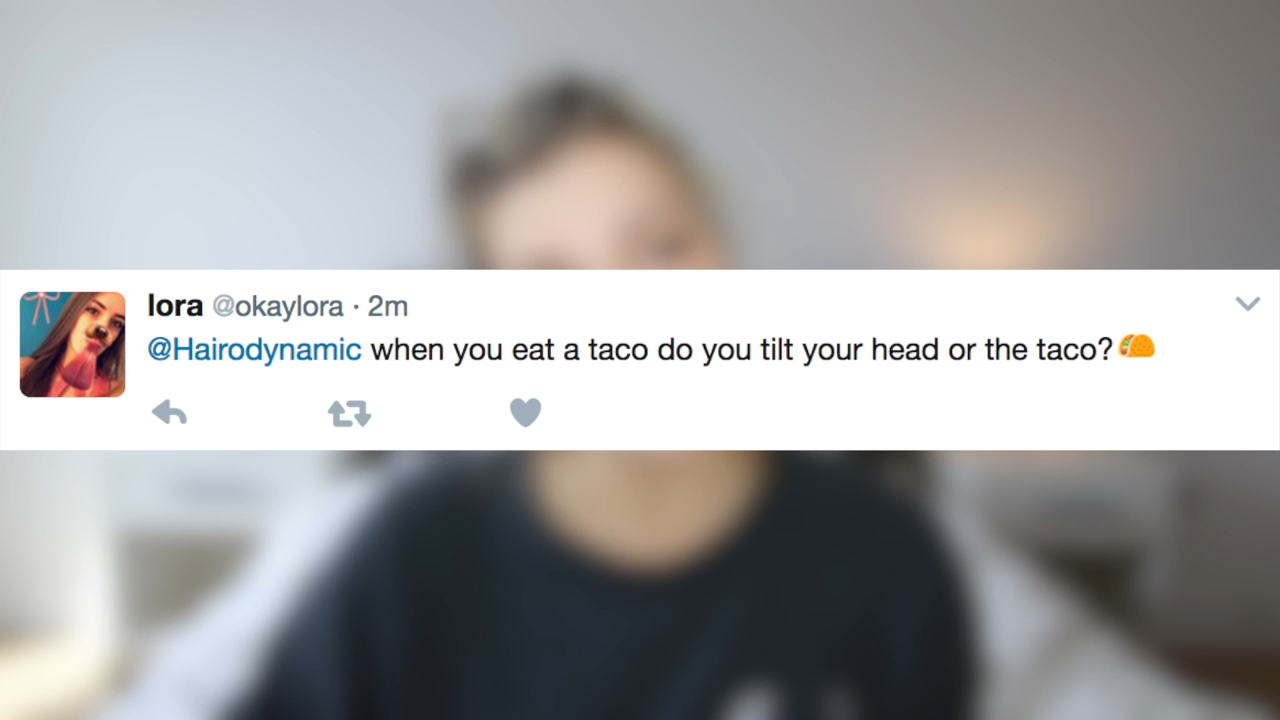 lora @okaylora · 2m
@Hairodynamic when you eat a taco do you tilt your head or the taco?🌮